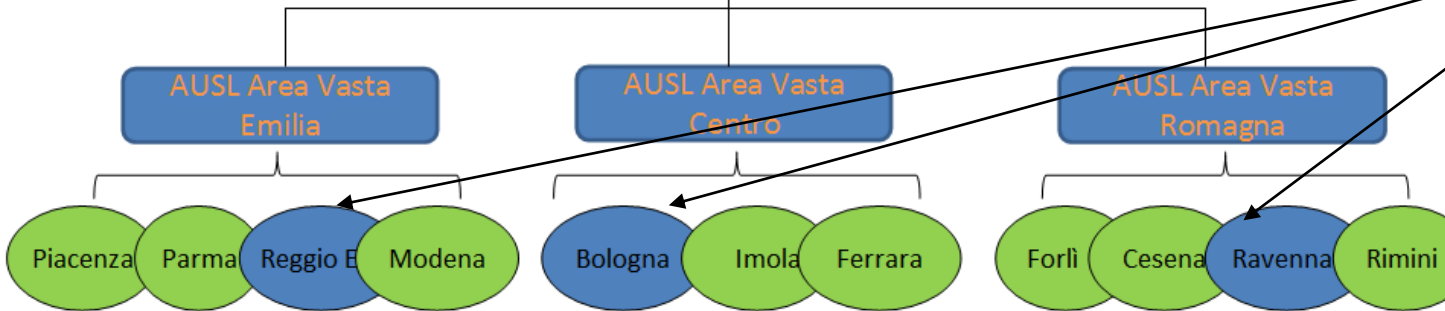 AUSL Area Vasta
Emilia
AUSL Area Vasta
Centro
AUSL Area Vasta
Romagna
Piacenza
Parma
Reggio E
Modena
Bologna
Imola
Ferrara
Forlì
Cesena
Ravenna
Rimini